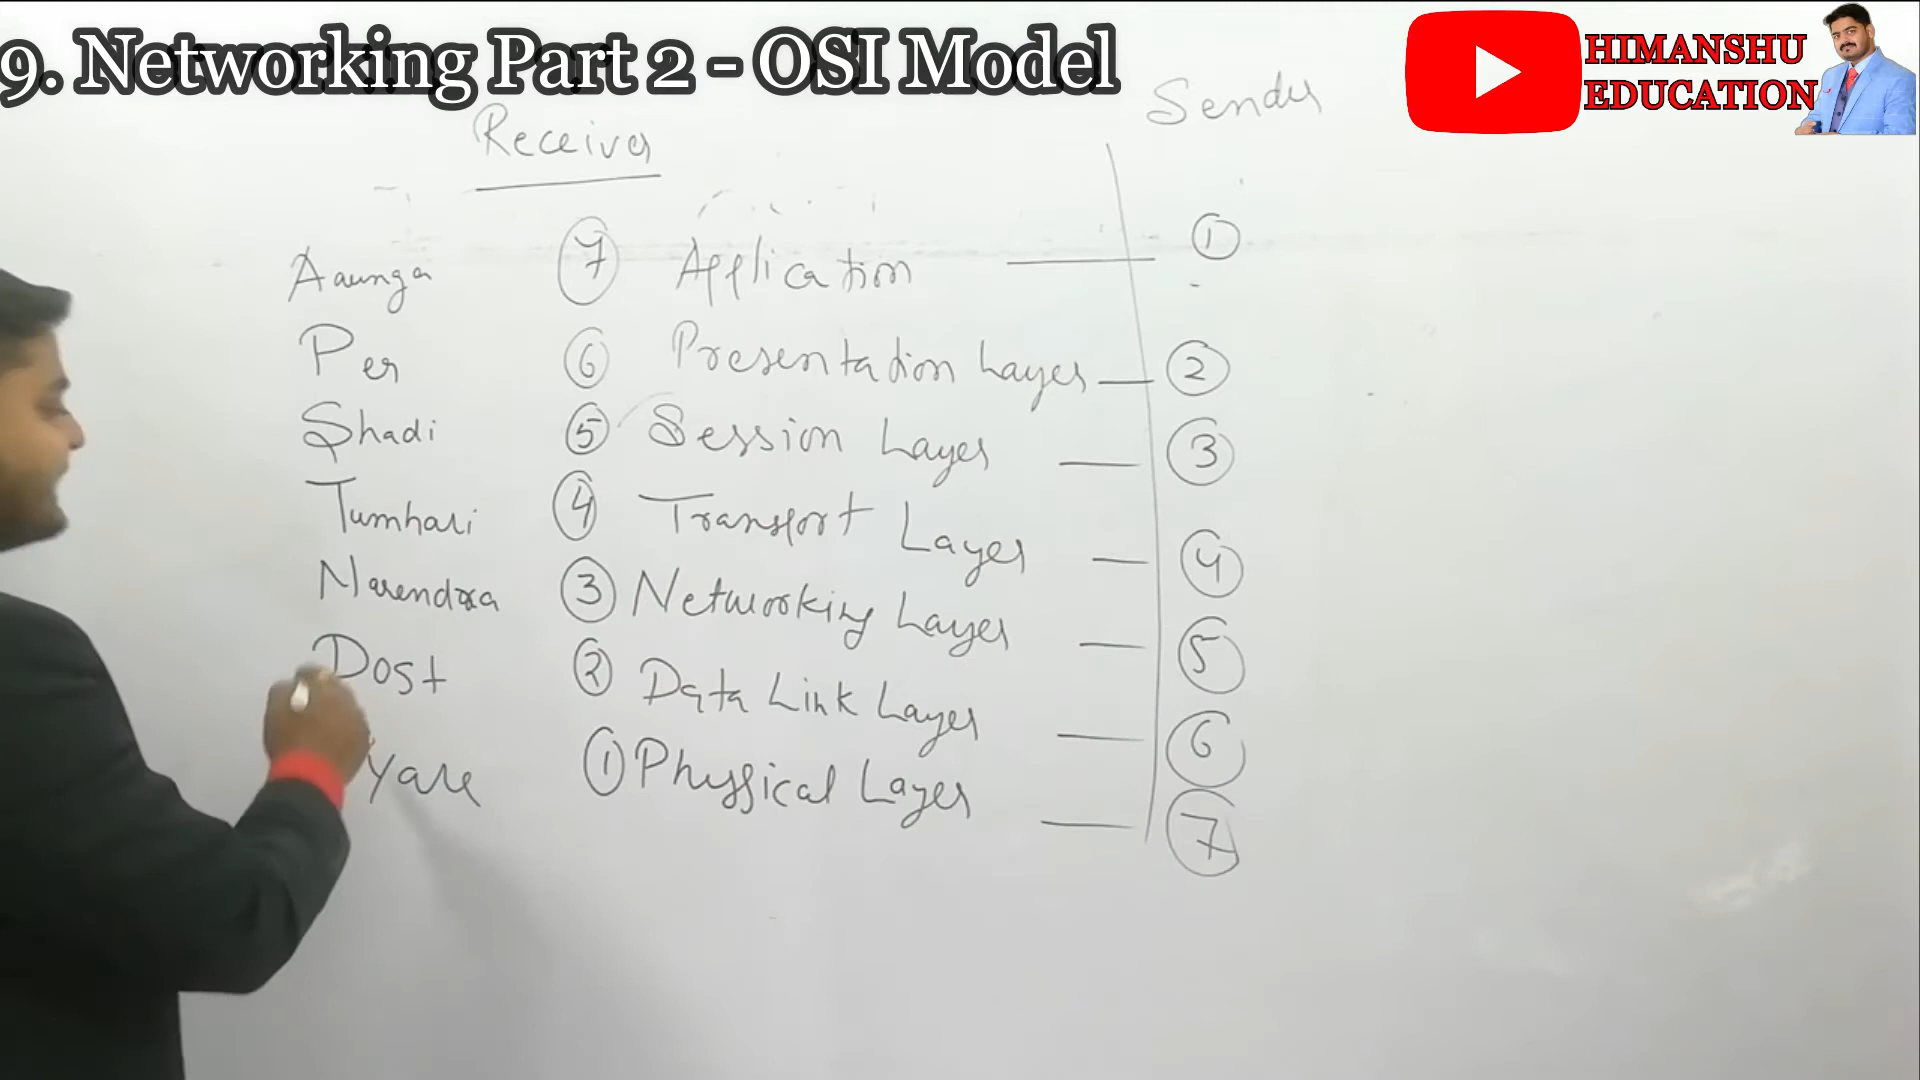 9. Networking Part 2 - OSI Model
HIMANSHU
EDUCATION
Receiver
Sender
Aaunga 7 Application 1
Per 6 Presentation Layer 2
Shadi 5 Session Layer 3
Tumhari 4 Transport Layer 4
Narendra 3 Networking Layer 5
Dost 2 Data Link Layer 6
yare 1 Physical Layer 7